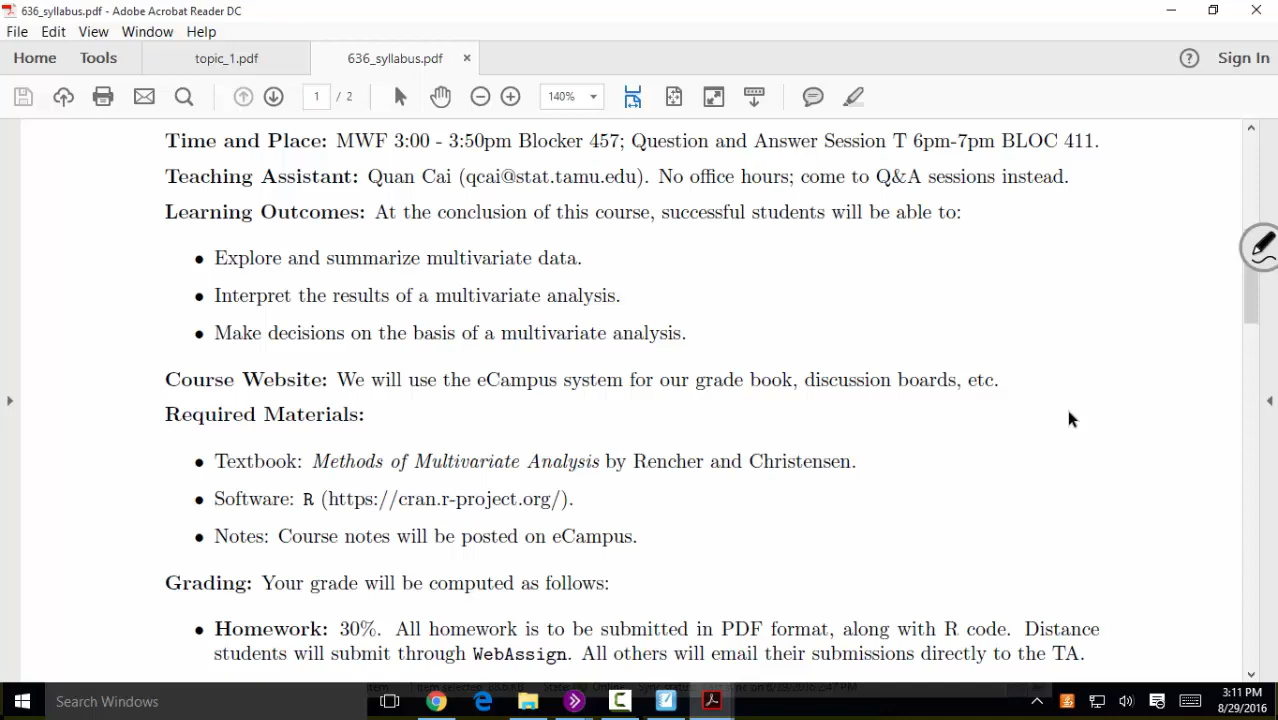 636_syllabus.pdf - Adobe Acrobat Reader DC
File Edit View Window Help
Home Tools topic_1.pdf 636_syllabus.pdf × ? Sign In
1 / 2 140%
Time and Place: MWF 3:00 - 3:50pm Blocker 457; Question and Answer Session T 6pm-7pm BLOC 411.
Teaching Assistant: Quan Cai (qcai@stat.tamu.edu). No office hours; come to Q&A sessions instead.
Learning Outcomes: At the conclusion of this course, successful students will be able to:
• Explore and summarize multivariate data.
• Interpret the results of a multivariate analysis.
• Make decisions on the basis of a multivariate analysis.
Course Website: We will use the eCampus system for our grade book, discussion boards, etc.
Required Materials:
• Textbook: Methods of Multivariate Analysis by Rencher and Christensen.
• Software: R (https://cran.r-project.org/).
• Notes: Course notes will be posted on eCampus.
Grading: Your grade will be computed as follows:
• Homework: 30%. All homework is to be submitted in PDF format, along with R code. Distance
students will submit through WebAssign. All others will email their submissions directly to the TA.
Search Windows
3:11 PM
8/29/2016